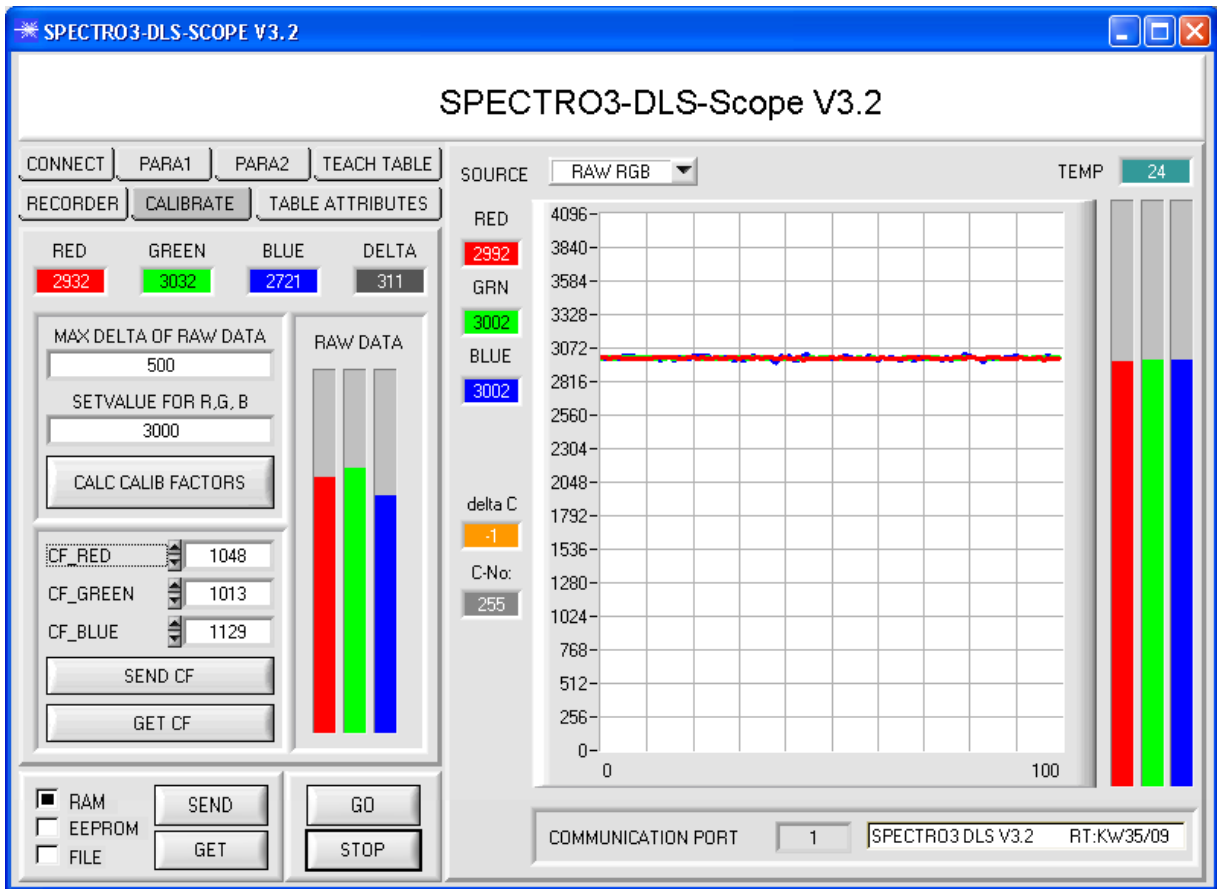 SPECTRO3-DLS-SCOPE V3.2
SPECTRO3-DLS-Scope V3.2
CONNECT PARA1 PARA2 TEACH TABLE
RECORDER CALIBRATE TABLE ATTRIBUTES
RED GREEN BLUE DELTA
2932 3032 2721 311
MAX DELTA OF RAW DATA
500
SETVALUE FOR R,G, B
3000
CALC CALIB FACTORS
CF_RED 1048
CF_GREEN 1013
CF_BLUE 1129
SEND CF
GET CF
RAW DATA
RAM
EEPROM
FILE
SEND
GET
GO
STOP
SOURCE RAW RGB
TEMP 24
RED
2992
GRN
3002
BLUE
3002
delta C
-1
C-No:
255
4096
3840
3584
3328
3072
2816
2560
2304
2048
1792
1536
1280
1024
768
512
256
0
0 100
COMMUNICATION PORT 1 SPECTRO3 DLS V3.2 RT:KW35/09